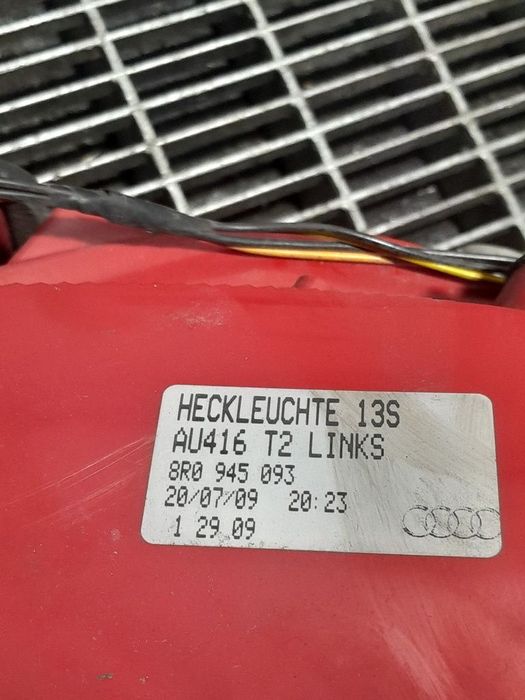 HECKLEUCHTE 13S
AU416 T2 LINKS
8R0 945 093
20/07/09 20:23
1 29 09